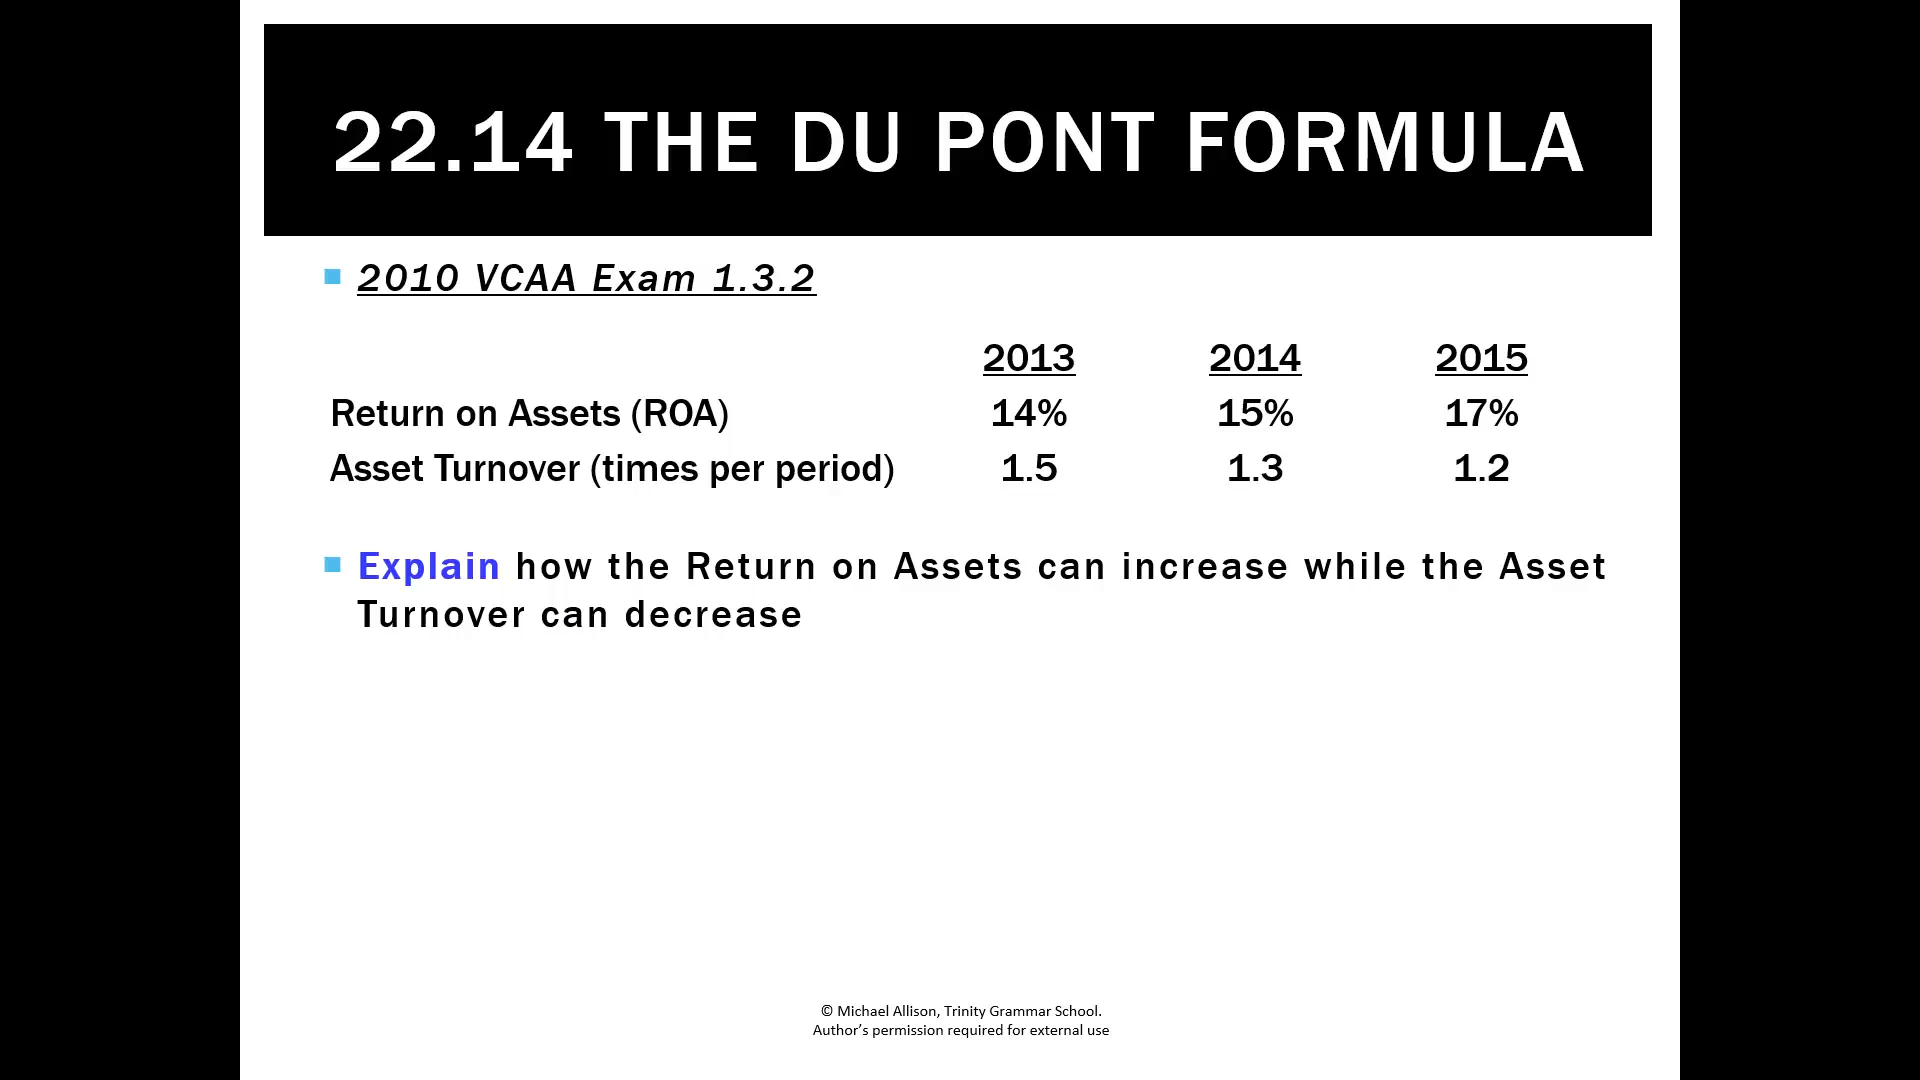 22.14 THE DU PONT FORMULA
2010 VCAA Exam 1.3.2
2013 2014 2015
Return on Assets (ROA) 14% 15% 17%
Asset Turnover (times per period) 1.5 1.3 1.2
Explain how the Return on Assets can increase while the Asset
Turnover can decrease
© Michael Allison, Trinity Grammar School.
Author’s permission required for external use